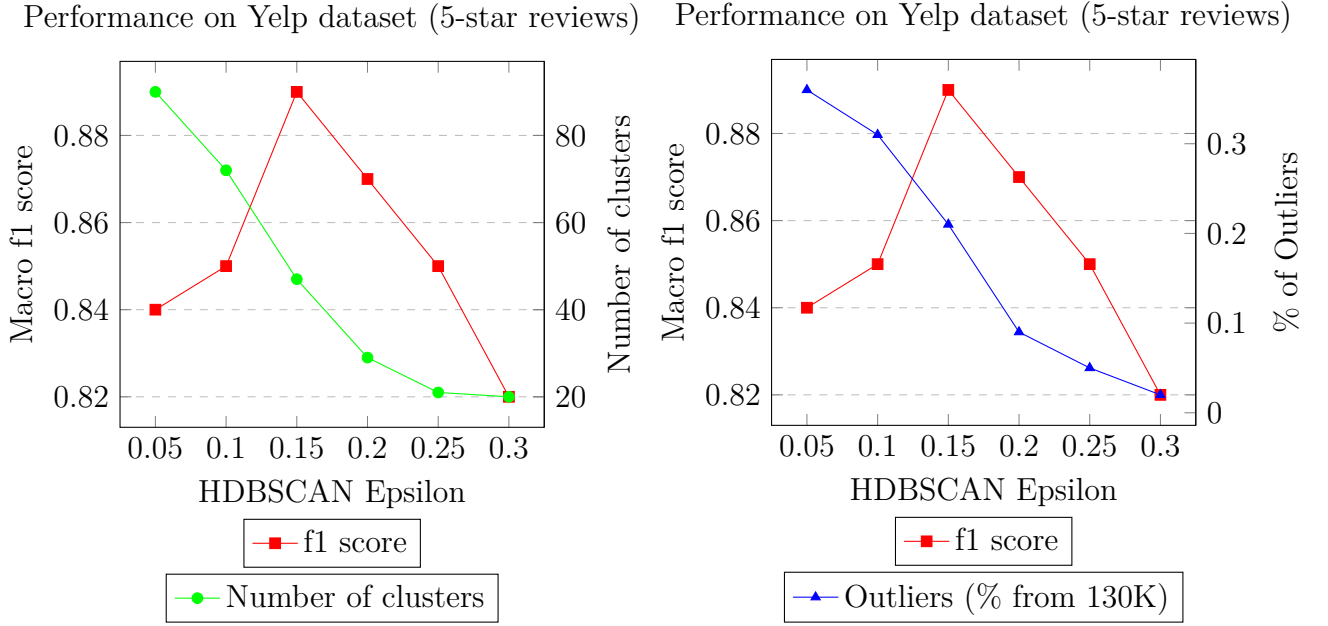 Performance on Yelp dataset (5-star reviews)
Macro f1 score
0.88
0.86
0.84
0.82
80
60
40
20
Number of clusters
0.05 0.1 0.15 0.2 0.25 0.3
HDBSCAN Epsilon
f1 score
Number of clusters
Performance on Yelp dataset (5-star reviews)
Macro f1 score
0.88
0.86
0.84
0.82
0.3
0.2
0.1
0
% of Outliers
0.05 0.1 0.15 0.2 0.25 0.3
HDBSCAN Epsilon
f1 score
Outliers (% from 130K)